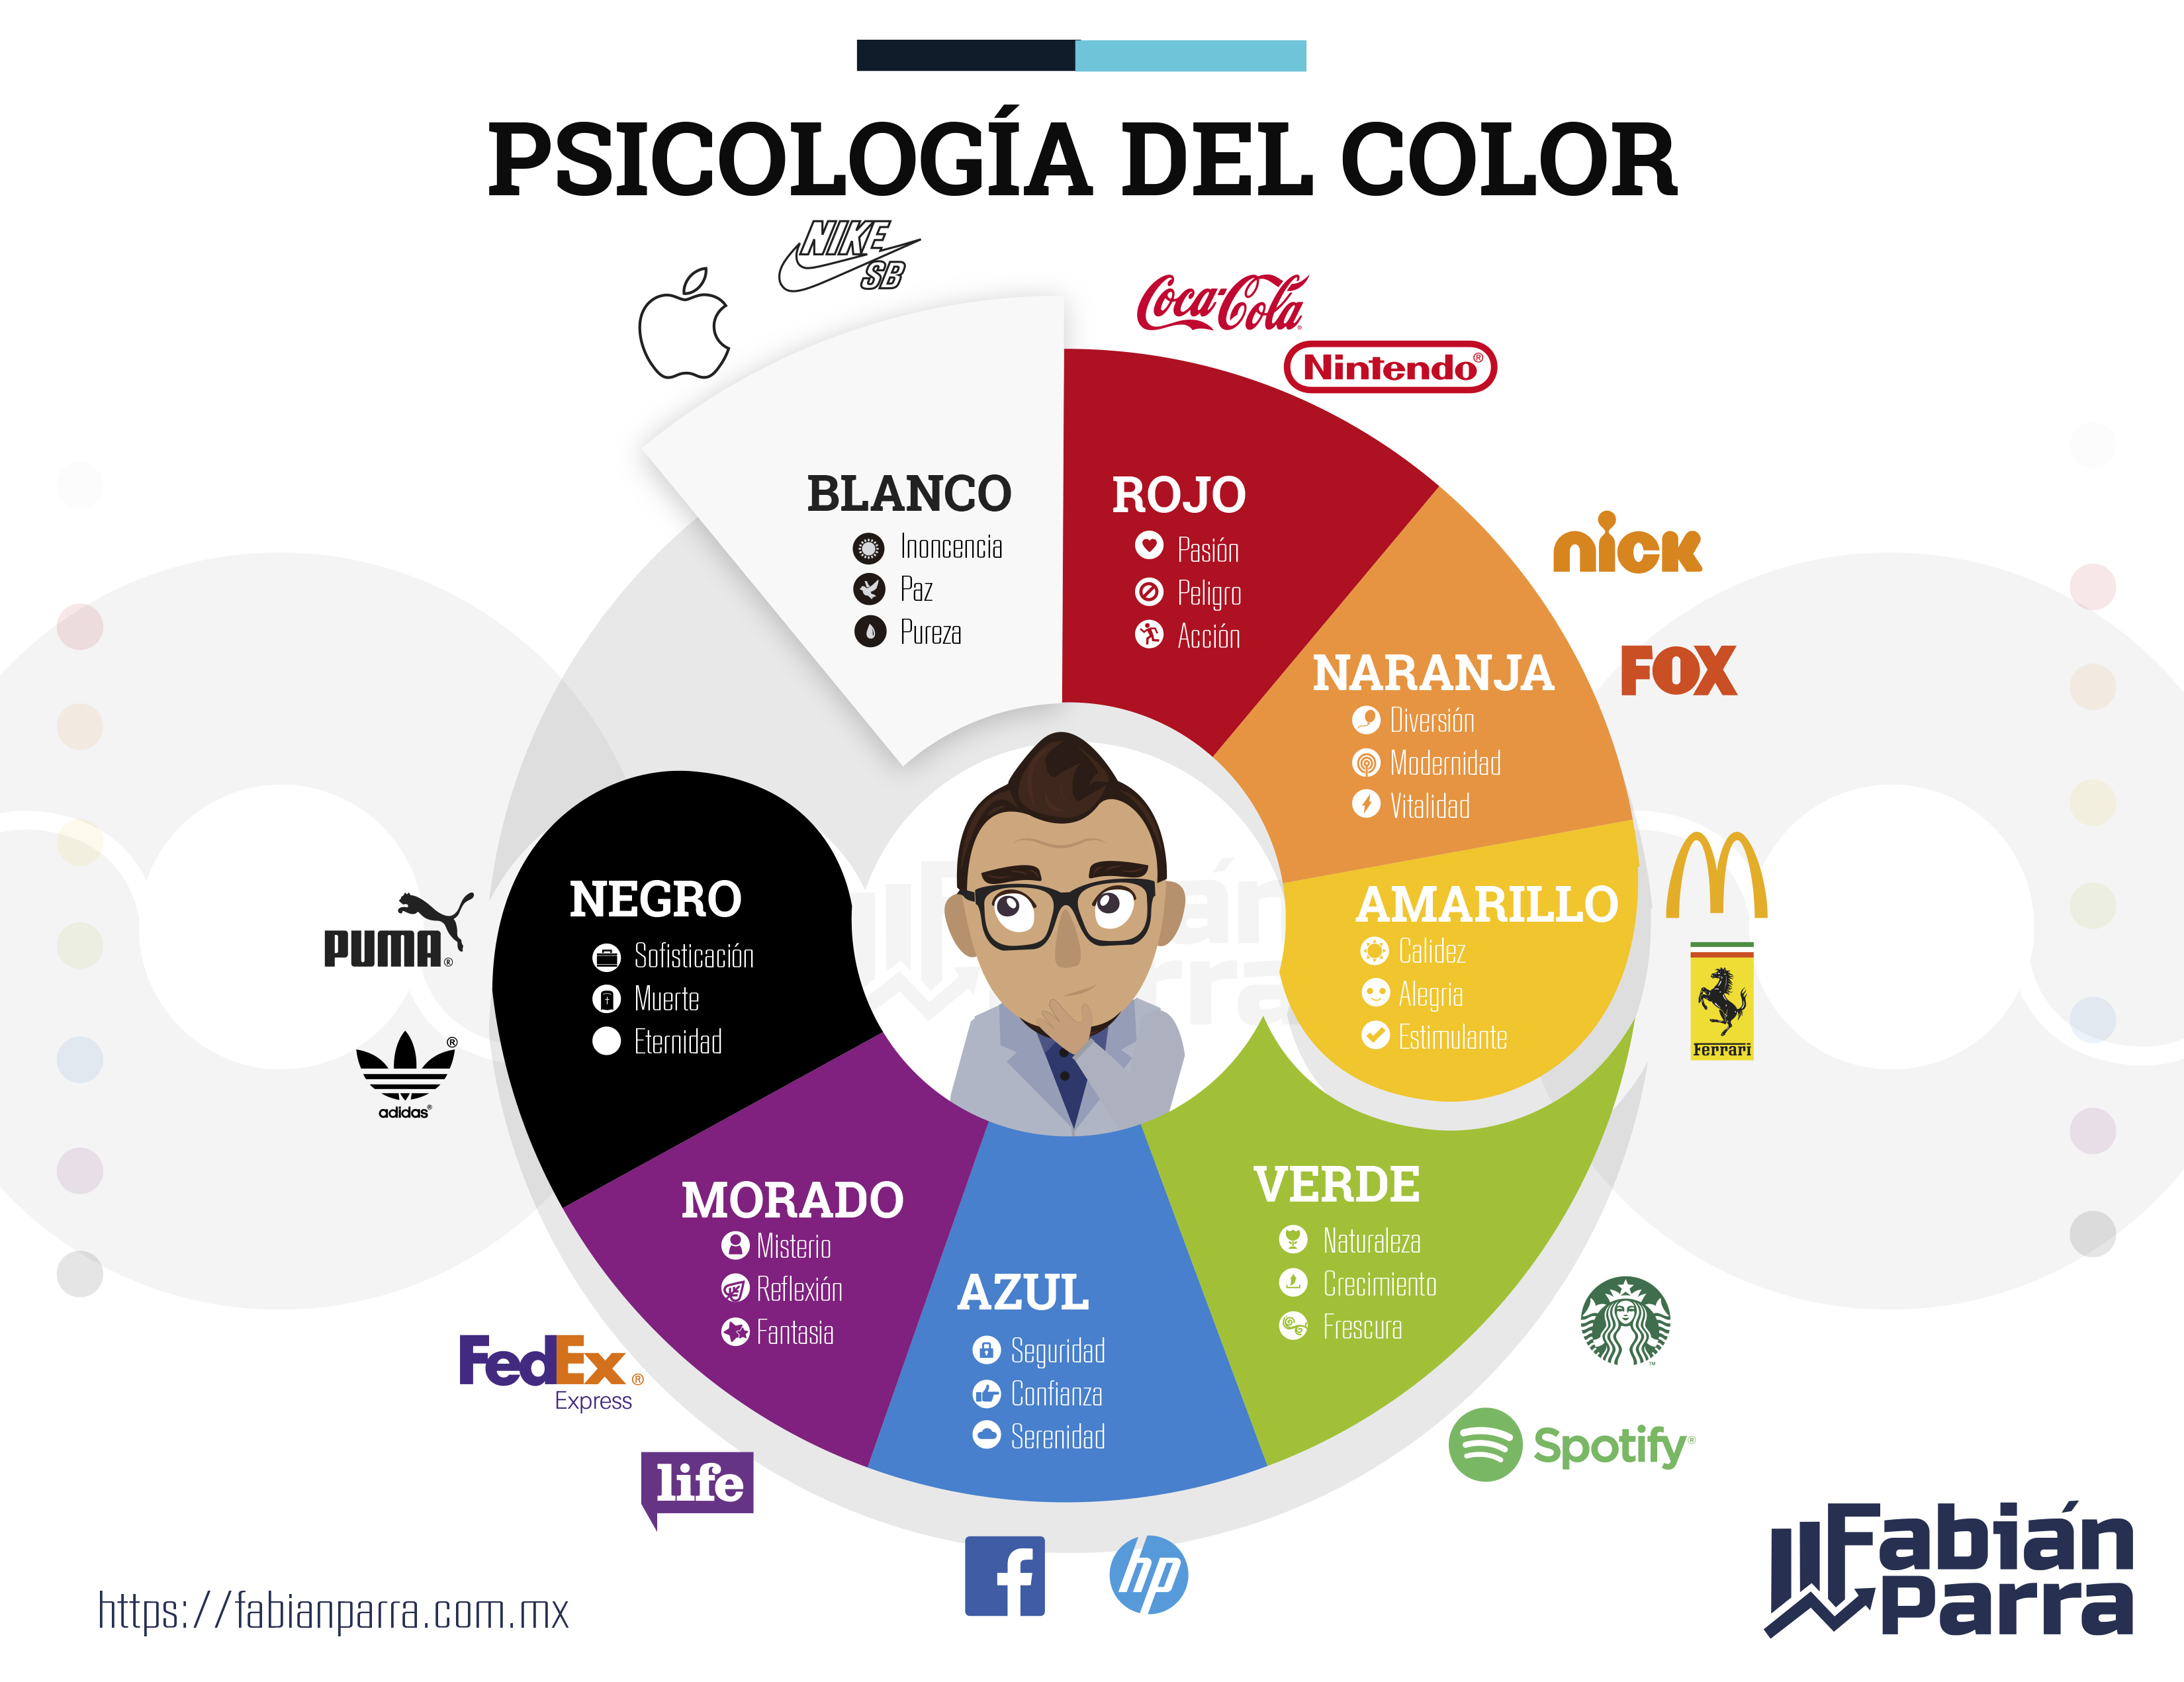 PSICOLOGÍA DEL COLOR
NIKE
SB
Coca-Cola
Nintendo®
BLANCO
Inoncencia
Paz
Pureza
ROJO
Pasión
Peligro
Acción
nick
FOX
NARANJA
Diversión
Modernidad
Vitalidad
AMARILLO
Calidez
Alegria
Estimulante
Ferrari
NEGRO
Sofisticación
Muerte
Eternidad
PUMA®
adidas®
MORADO
Misterio
Reflexión
Fantasia
AZUL
Seguridad
Confianza
Serenidad
VERDE
Naturaleza
Crecimiento
Frescura
FedEx®
Express
life
f
hp
Spotify®
https://fabianparra.com.mx
Fabián
Parra